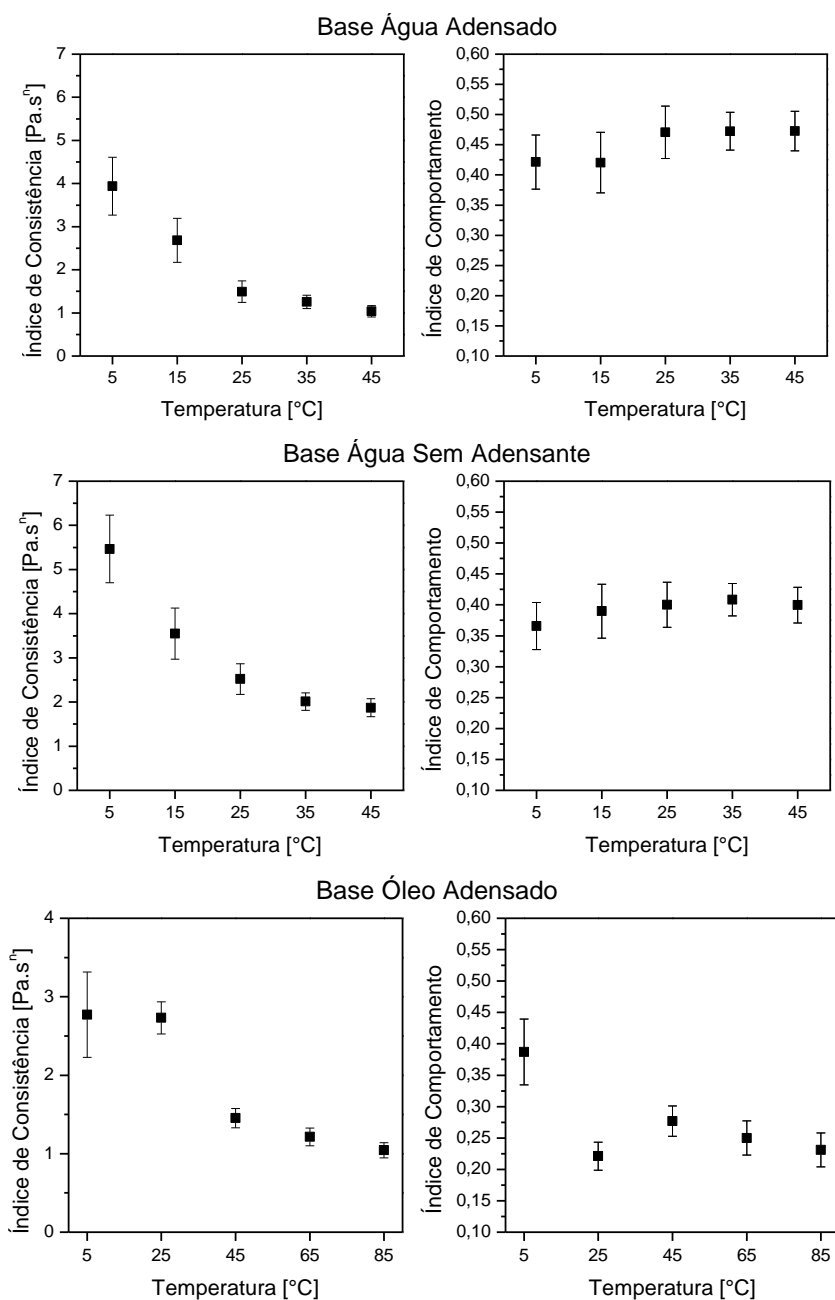 Base Água Adensado
Índice de Consistência [Pa.sⁿ]
7
6
5
4
3
2
1
0
5 15 25 35 45
Temperatura [°C]
Índice de Comportamento
0,60
0,55
0,50
0,45
0,40
0,35
0,30
0,25
0,20
0,15
0,10
5 15 25 35 45
Temperatura [°C]
Base Água Sem Adensante
Índice de Consistência [Pa.sⁿ]
7
6
5
4
3
2
1
0
5 15 25 35 45
Temperatura [°C]
Índice de Comportamento
0,60
0,55
0,50
0,45
0,40
0,35
0,30
0,25
0,20
0,15
0,10
5 15 25 35 45
Temperatura [°C]
Base Óleo Adensado
Índice de Consistência [Pa.sⁿ]
4
3
2
1
0
5 25 45 65 85
Temperatura [°C]
Índice de Comportamento
0,60
0,55
0,50
0,45
0,40
0,35
0,30
0,25
0,20
0,15
0,10
5 25 45 65 85
Temperatura [°C]